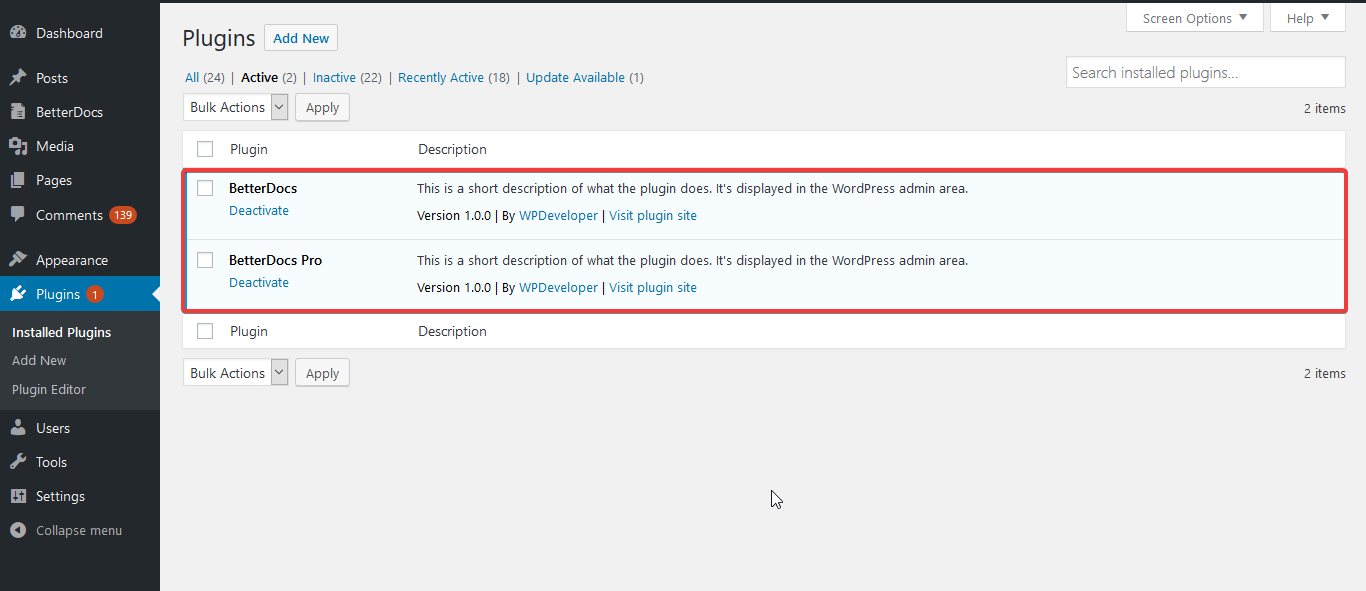 Screen Options ▼ Help ▼
Dashboard
Posts
BetterDocs
Media
Pages
Comments 139
Appearance
Plugins 1
Installed Plugins
Add New
Plugin Editor
Users
Tools
Settings
Collapse menu
Plugins Add New
All (24) | Active (2) | Inactive (22) | Recently Active (18) | Update Available (1)
Search installed plugins...
Bulk Actions Apply
2 items
Plugin Description
BetterDocs This is a short description of what the plugin does. It's displayed in the WordPress admin area.
Deactivate Version 1.0.0 | By WPDeveloper | Visit plugin site
BetterDocs Pro This is a short description of what the plugin does. It's displayed in the WordPress admin area.
Deactivate Version 1.0.0 | By WPDeveloper | Visit plugin site
Plugin Description
Bulk Actions Apply
2 items